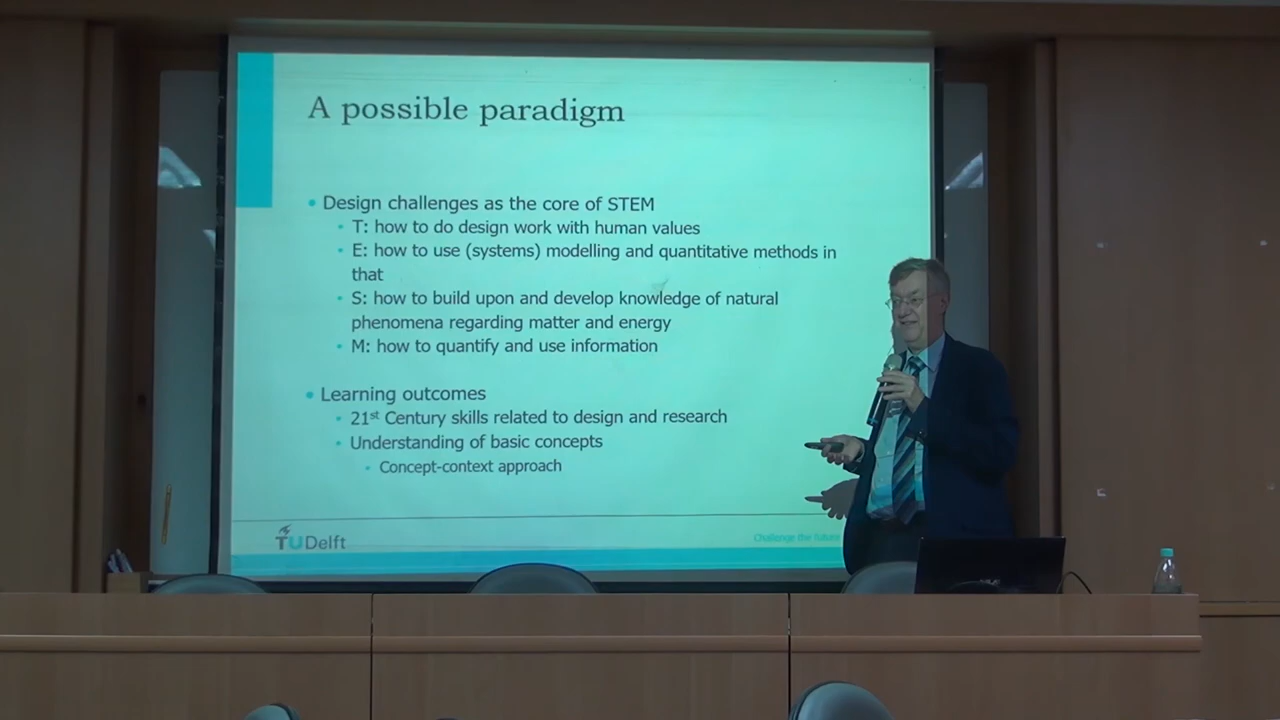 A possible paradigm
• Design challenges as the core of STEM
• T: how to do design work with human values
• E: how to use (systems) modelling and quantitative methods in
that
• S: how to build upon and develop knowledge of natural
phenomena regarding matter and energy
• M: how to quantify and use information
• Learning outcomes
• 21st Century skills related to design and research
• Understanding of basic concepts
• Concept-context approach
TU Delft
Challenge the future